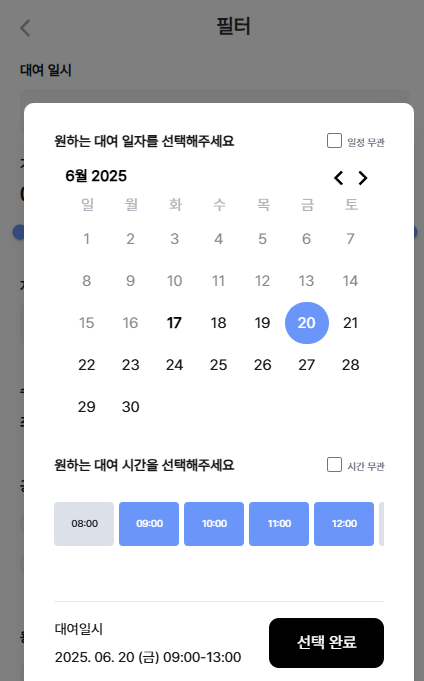 필터
대여 일시
원하는 대여 일자를 선택해주세요
일정 무관
6월 2025
일 월 화 수 목 금 토
1 2 3 4 5 6 7
8 9 10 11 12 13 14
15 16 17 18 19 20 21
22 23 24 25 26 27 28
29 30
원하는 대여 시간을 선택해주세요
시간 무관
08:00 09:00 10:00 11:00 12:00
대여일시
2025. 06. 20 (금) 09:00-13:00
선택 완료